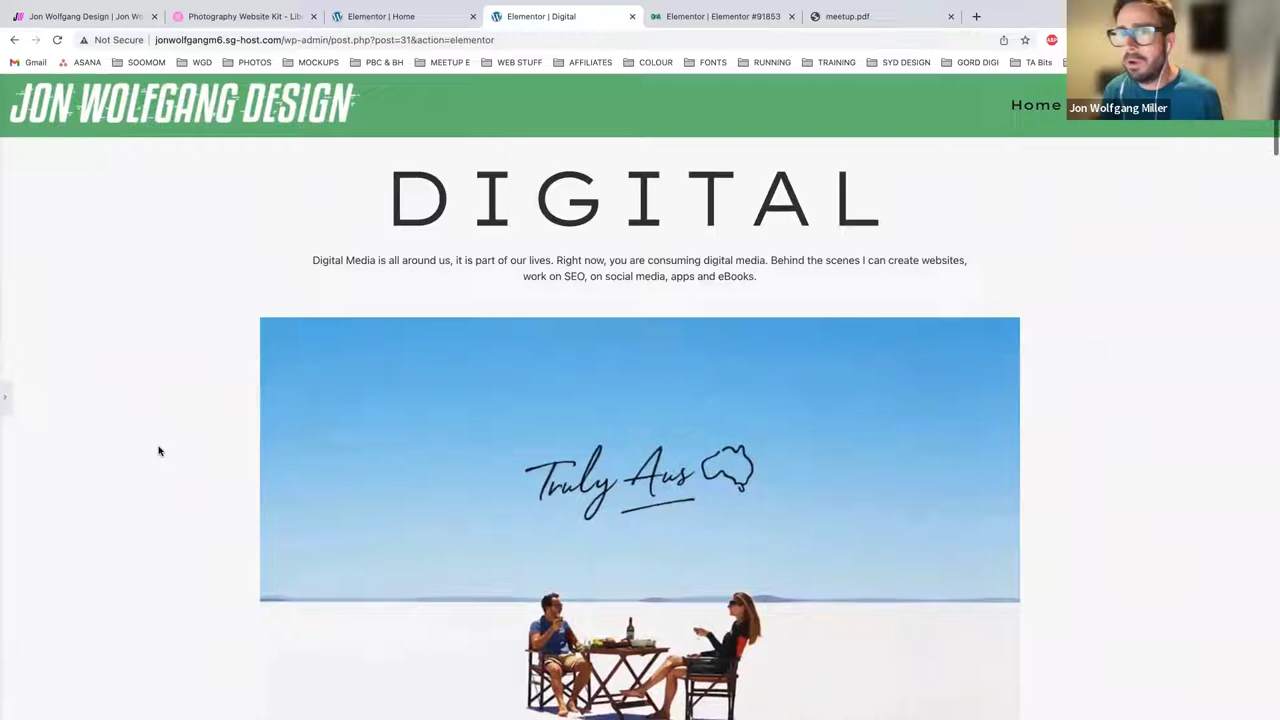 Jon Wolfgang Design | Jon Wo
Photography Website Kit - Lib
Elementor | Home
Elementor | Digital
Elementor | Elementor #91853
meetup.pdf
Not Secure
jonwolfgangm6.sg-host.com/wp-admin/post.php?post=31&action=elementor
ABP
Gmail
ASANA
SOOMOM
WGD
PHOTOS
MOCKUPS
PBC & BH
MEETUP E
WEB STUFF
AFFILIATES
COLOUR
FONTS
RUNNING
TRAINING
SYD DESIGN
GORD DIGI
TA Bits
JON WOLFGANG DESIGN
Home
Jon Wolfgang Miller
DIGITAL
Digital Media is all around us, it is part of our lives. Right now, you are consuming digital media. Behind the scenes I can create websites,
work on SEO, on social media, apps and eBooks.
Truly Aus